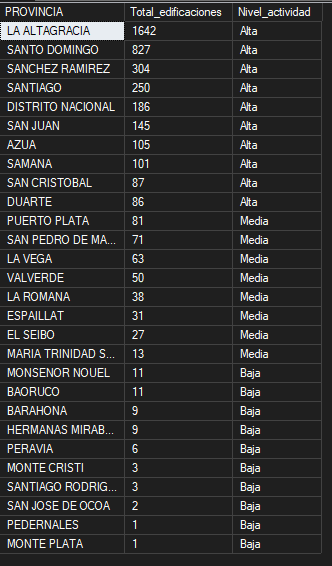 PROVINCIA Total_edificaciones Nivel_actividad
LA ALTAGRACIA 1642 Alta
SANTO DOMINGO 827 Alta
SANCHEZ RAMIREZ 304 Alta
SANTIAGO 250 Alta
DISTRITO NACIONAL 186 Alta
SAN JUAN 145 Alta
AZUA 105 Alta
SAMANA 101 Alta
SAN CRISTOBAL 87 Alta
DUARTE 86 Alta
PUERTO PLATA 81 Media
SAN PEDRO DE MA... 71 Media
LA VEGA 63 Media
VALVERDE 50 Media
LA ROMANA 38 Media
ESPAILLAT 31 Media
EL SEIBO 27 Media
MARIA TRINIDAD S... 13 Media
MONSENOR NOUEL 11 Baja
BAORUCO 11 Baja
BARAHONA 9 Baja
HERMANAS MIRAB... 9 Baja
PERAVIA 6 Baja
MONTE CRISTI 3 Baja
SANTIAGO RODRIG... 3 Baja
SAN JOSE DE OCOA 2 Baja
PEDERNALES 1 Baja
MONTE PLATA 1 Baja